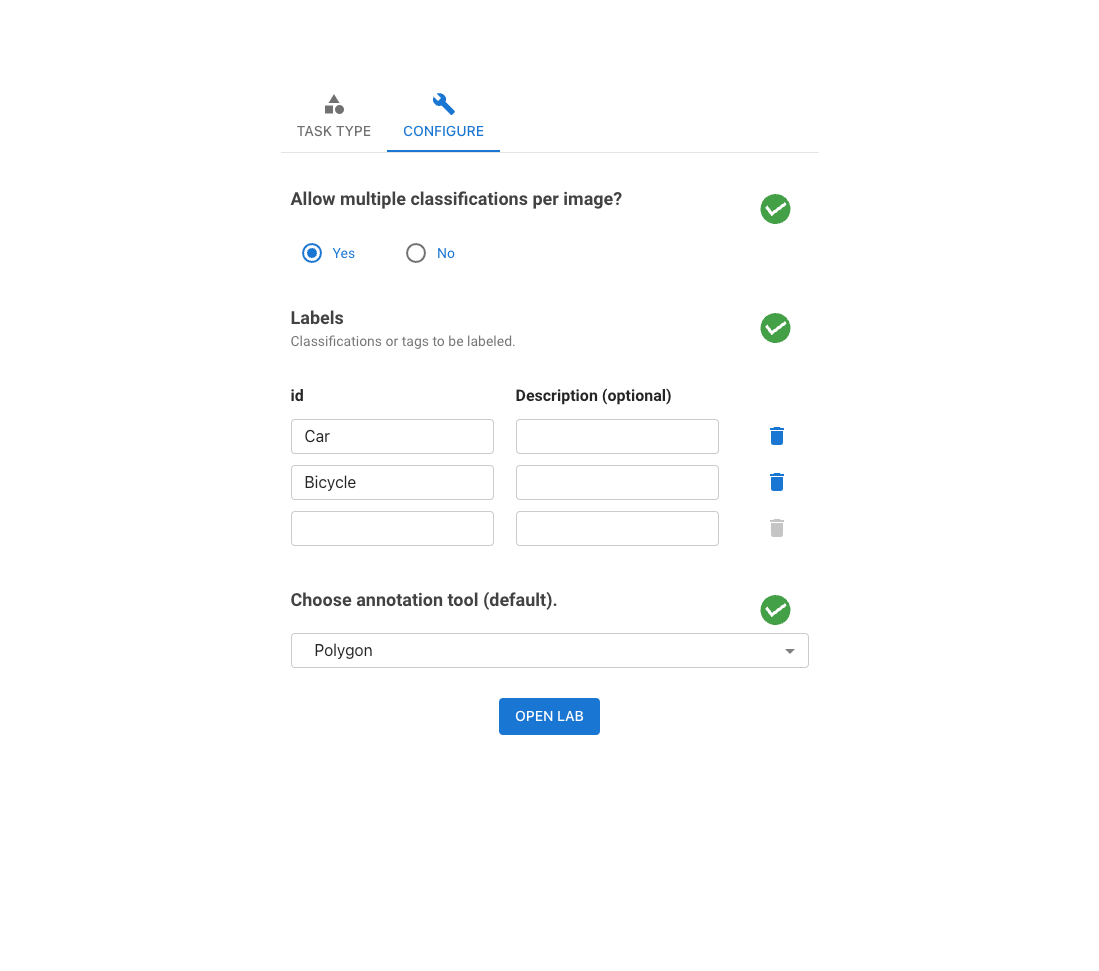 TASK TYPE CONFIGURE
Allow multiple classifications per image?
Yes No
Labels
Classifications or tags to be labeled.
id Description (optional)
Car
Bicycle
Choose annotation tool (default).
Polygon
OPEN LAB